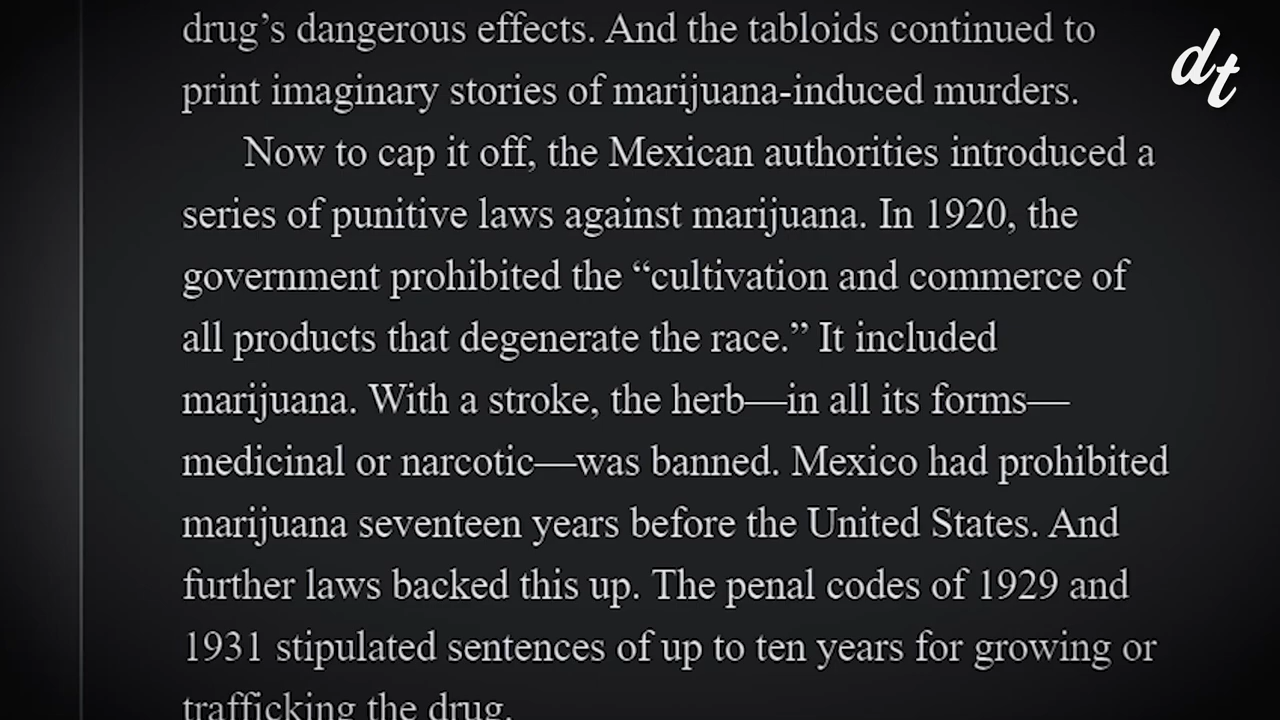 drug’s dangerous effects. And the tabloids continued to
print imaginary stories of marijuana-induced murders.
Now to cap it off, the Mexican authorities introduced a
series of punitive laws against marijuana. In 1920, the
government prohibited the “cultivation and commerce of
all products that degenerate the race.” It included
marijuana. With a stroke, the herb—in all its forms—
medicinal or narcotic—was banned. Mexico had prohibited
marijuana seventeen years before the United States. And
further laws backed this up. The penal codes of 1929 and
1931 stipulated sentences of up to ten years for growing or
trafficking the drug.
dt